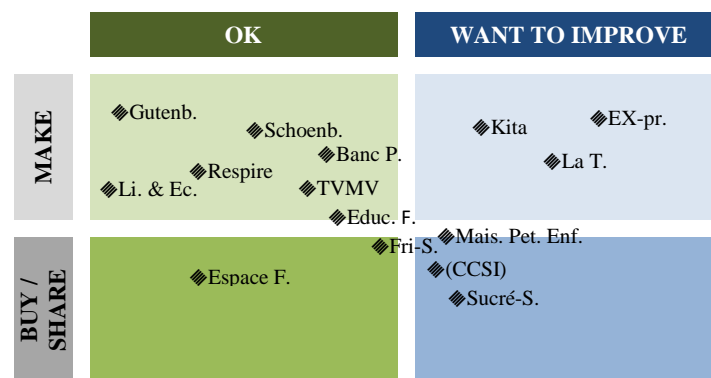 OK
WANT TO IMPROVE
MAKE
Gutenb.
Schoenb.
Banc P.
Respire
Li. & Ec.
TVMV
Educ. F.
Kita
EX-pr.
La T.
BUY /
SHARE
Fri-S.
Espace F.
Mais. Pet. Enf.
(CCSI)
Sucré-S.